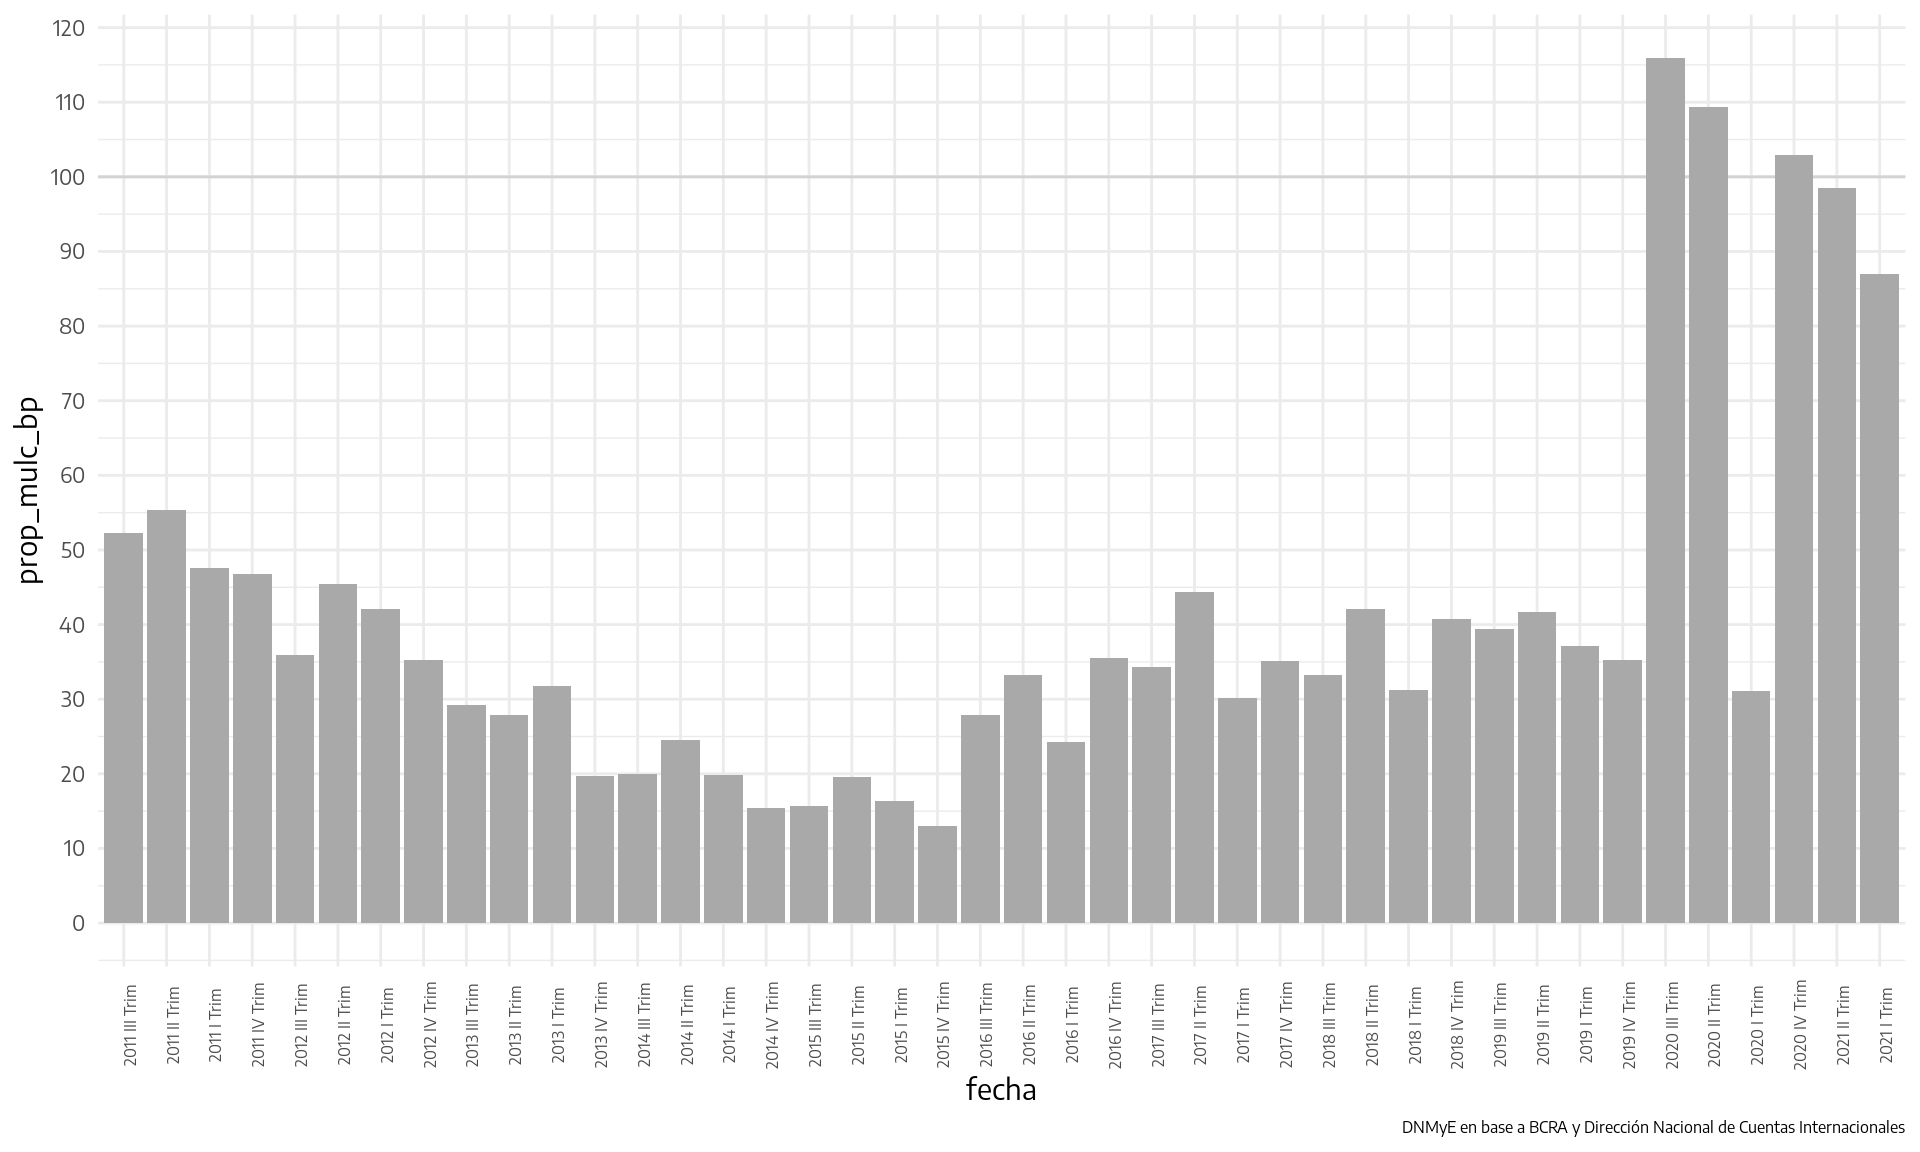 120
110
100
90
80
70
60
50
40
30
20
10
0
prop_mulc_bp
2011 III Trim
2011 II Trim
2011 I Trim
2011 IV Trim
2012 III Trim
2012 II Trim
2012 I Trim
2012 IV Trim
2013 III Trim
2013 II Trim
2013 I Trim
2013 IV Trim
2014 III Trim
2014 II Trim
2014 I Trim
2014 IV Trim
2015 III Trim
2015 II Trim
2015 I Trim
2015 IV Trim
2016 III Trim
2016 II Trim
2016 I Trim
2016 IV Trim
2017 III Trim
2017 II Trim
2017 I Trim
2017 IV Trim
2018 III Trim
2018 II Trim
2018 I Trim
2018 IV Trim
2019 III Trim
2019 II Trim
2019 I Trim
2019 IV Trim
2020 III Trim
2020 II Trim
2020 I Trim
2020 IV Trim
2021 II Trim
2021 I Trim
fecha
DNMyE en base a BCRA y Dirección Nacional de Cuentas Internacionales